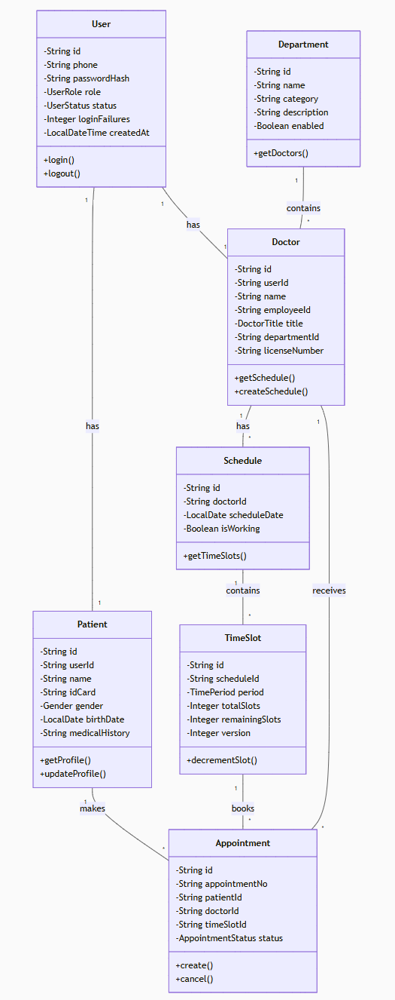 User
-String id
-String phone
-String passwordHash
-UserRole role
-UserStatus status
-Integer loginFailures
-LocalDateTime createdAt
+login()
+logout()
Department
-String id
-String name
-String category
-String description
-Boolean enabled
+getDoctors()
1
1
1
contains
*
has
1
Doctor
-String id
-String userId
-String name
-String employeeId
-DoctorTitle title
-String departmentId
-String licenseNumber
+getSchedule()
+createSchedule()
has
1
has
*
1
Schedule
-String id
-String doctorId
-LocalDate scheduleDate
-Boolean isWorking
+getTimeSlots()
1
contains
*
receives
1
Patient
-String id
-String userId
-String name
-String idCard
-Gender gender
-LocalDate birthDate
-String medicalHistory
+getProfile()
+updateProfile()
TimeSlot
-String id
-String scheduleId
-TimePeriod period
-Integer totalSlots
-Integer remainingSlots
-Integer version
+decrementSlot()
1
makes
*
1
books
*
*
Appointment
-String id
-String appointmentNo
-String patientId
-String doctorId
-String timeSlotId
-AppointmentStatus status
+create()
+cancel()